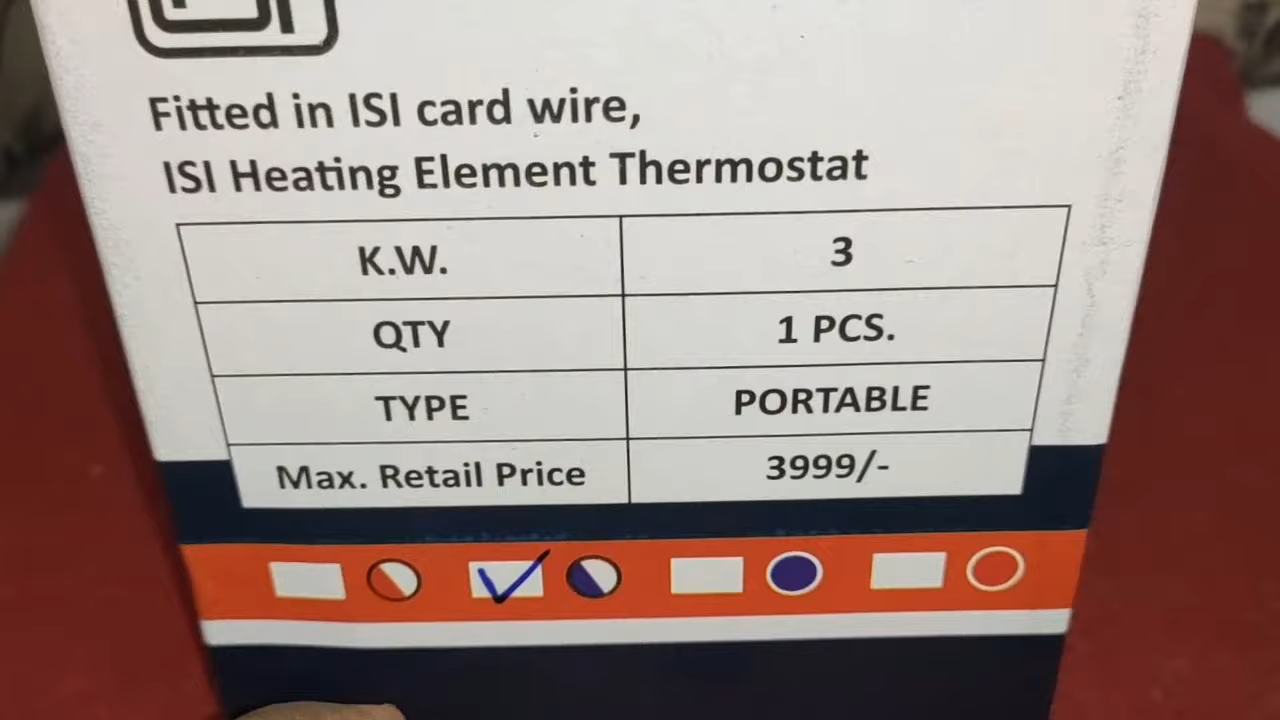 Fitted in ISI card wire,
ISI Heating Element Thermostat
K.W. 3
QTY 1 PCS.
TYPE PORTABLE
Max. Retail Price 3999/-